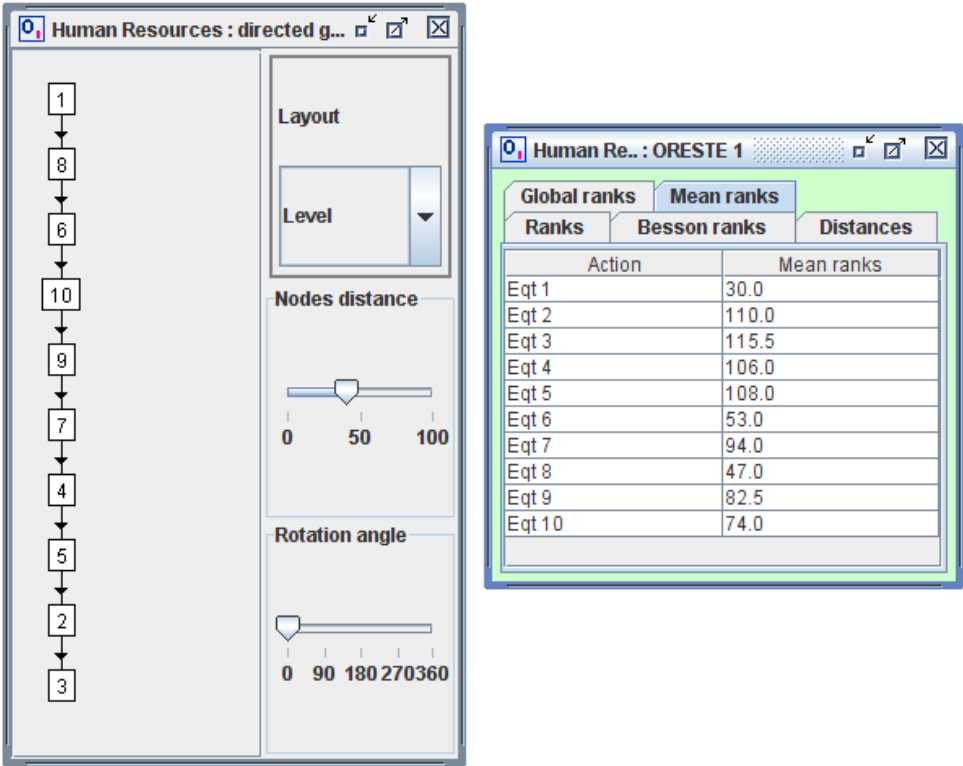 Human Resources : directed g...
1
8
6
10
9
7
4
5
2
3
Layout
Level
Nodes distance
0 50 100
Rotation angle
0 90 180 270 360
Human Re.. : ORESTE 1
Global ranks Mean ranks
Ranks Besson ranks Distances
Action Mean ranks
Eqt 1 30.0
Eqt 2 110.0
Eqt 3 115.5
Eqt 4 106.0
Eqt 5 108.0
Eqt 6 53.0
Eqt 7 94.0
Eqt 8 47.0
Eqt 9 82.5
Eqt 10 74.0